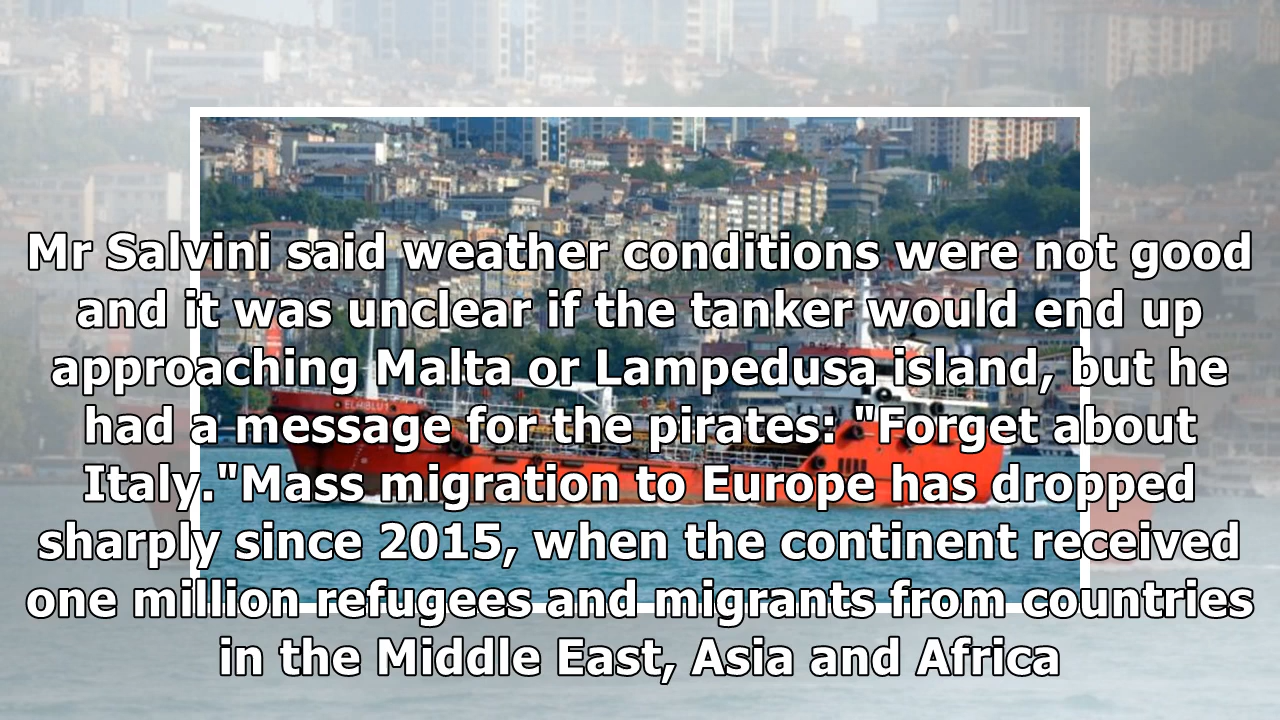 Mr Salvini said weather conditions were not good
and it was unclear if the tanker would end up
approaching Malta or Lampedusa island, but he
had a message for the pirates: "Forget about
Italy."Mass migration to Europe has dropped
sharply since 2015, when the continent received
one million refugees and migrants from countries
in the Middle East, Asia and Africa
ELHIBLU 1